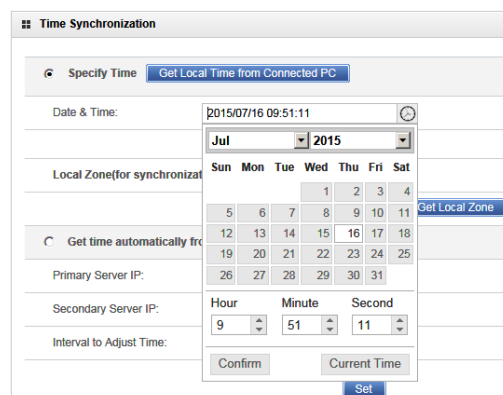 Time Synchronization
Specify Time Get Local Time from Connected PC
Date & Time: 2015/07/16 09:51:11
Jul 2015
Sun Mon Tue Wed Thu Fri Sat
1 2 3 4
Local Zone(for synchronizat
Get Local Zone
5 6 7 8 9 10 11
12 13 14 15 16 17 18
Get time automatically fro
19 20 21 22 23 24 25
Primary Server IP:
26 27 28 29 30 31
Hour Minute Second
Secondary Server IP:
9 51 11
Interval to Adjust Time:
Confirm Current Time
Set